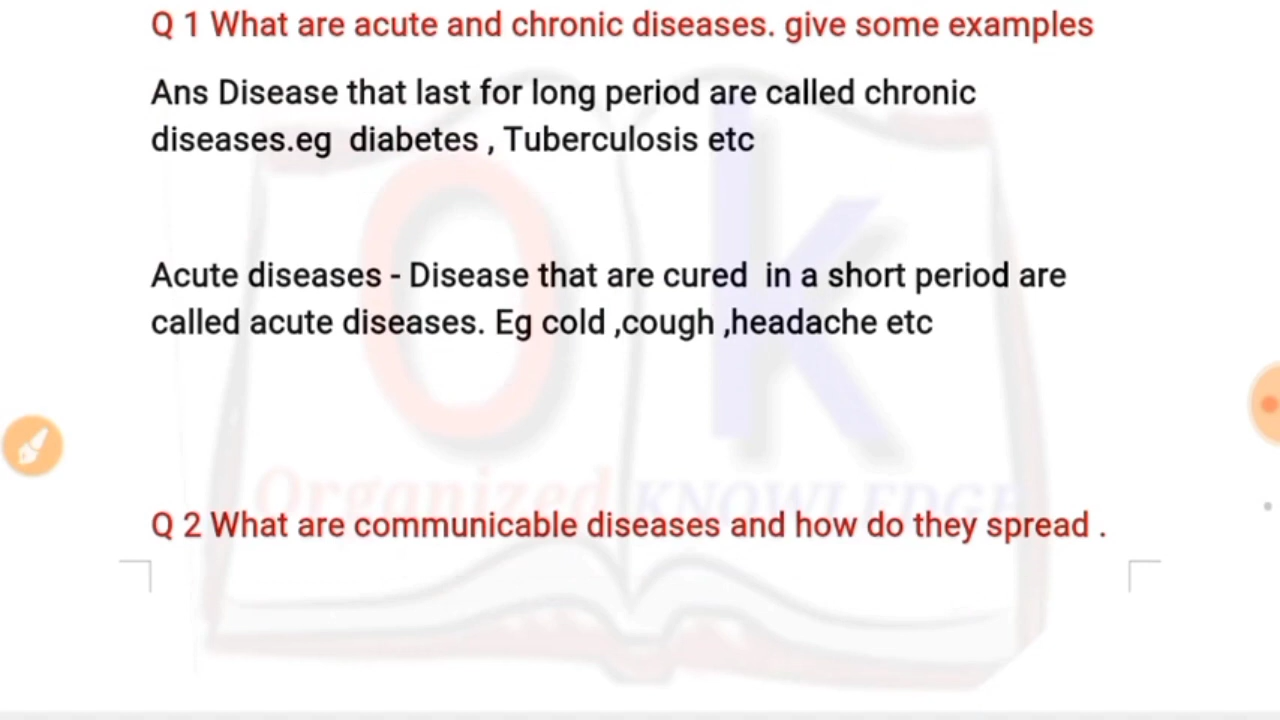 Q 1 What are acute and chronic diseases. give some examples
Ans Disease that last for long period are called chronic
diseases.eg diabetes , Tuberculosis etc
O k
Acute diseases - Disease that are cured in a short period are
called acute diseases. Eg cold ,cough ,headache etc
Organized KNOWLEDGE
Q 2 What are communicable diseases and how do they spread .